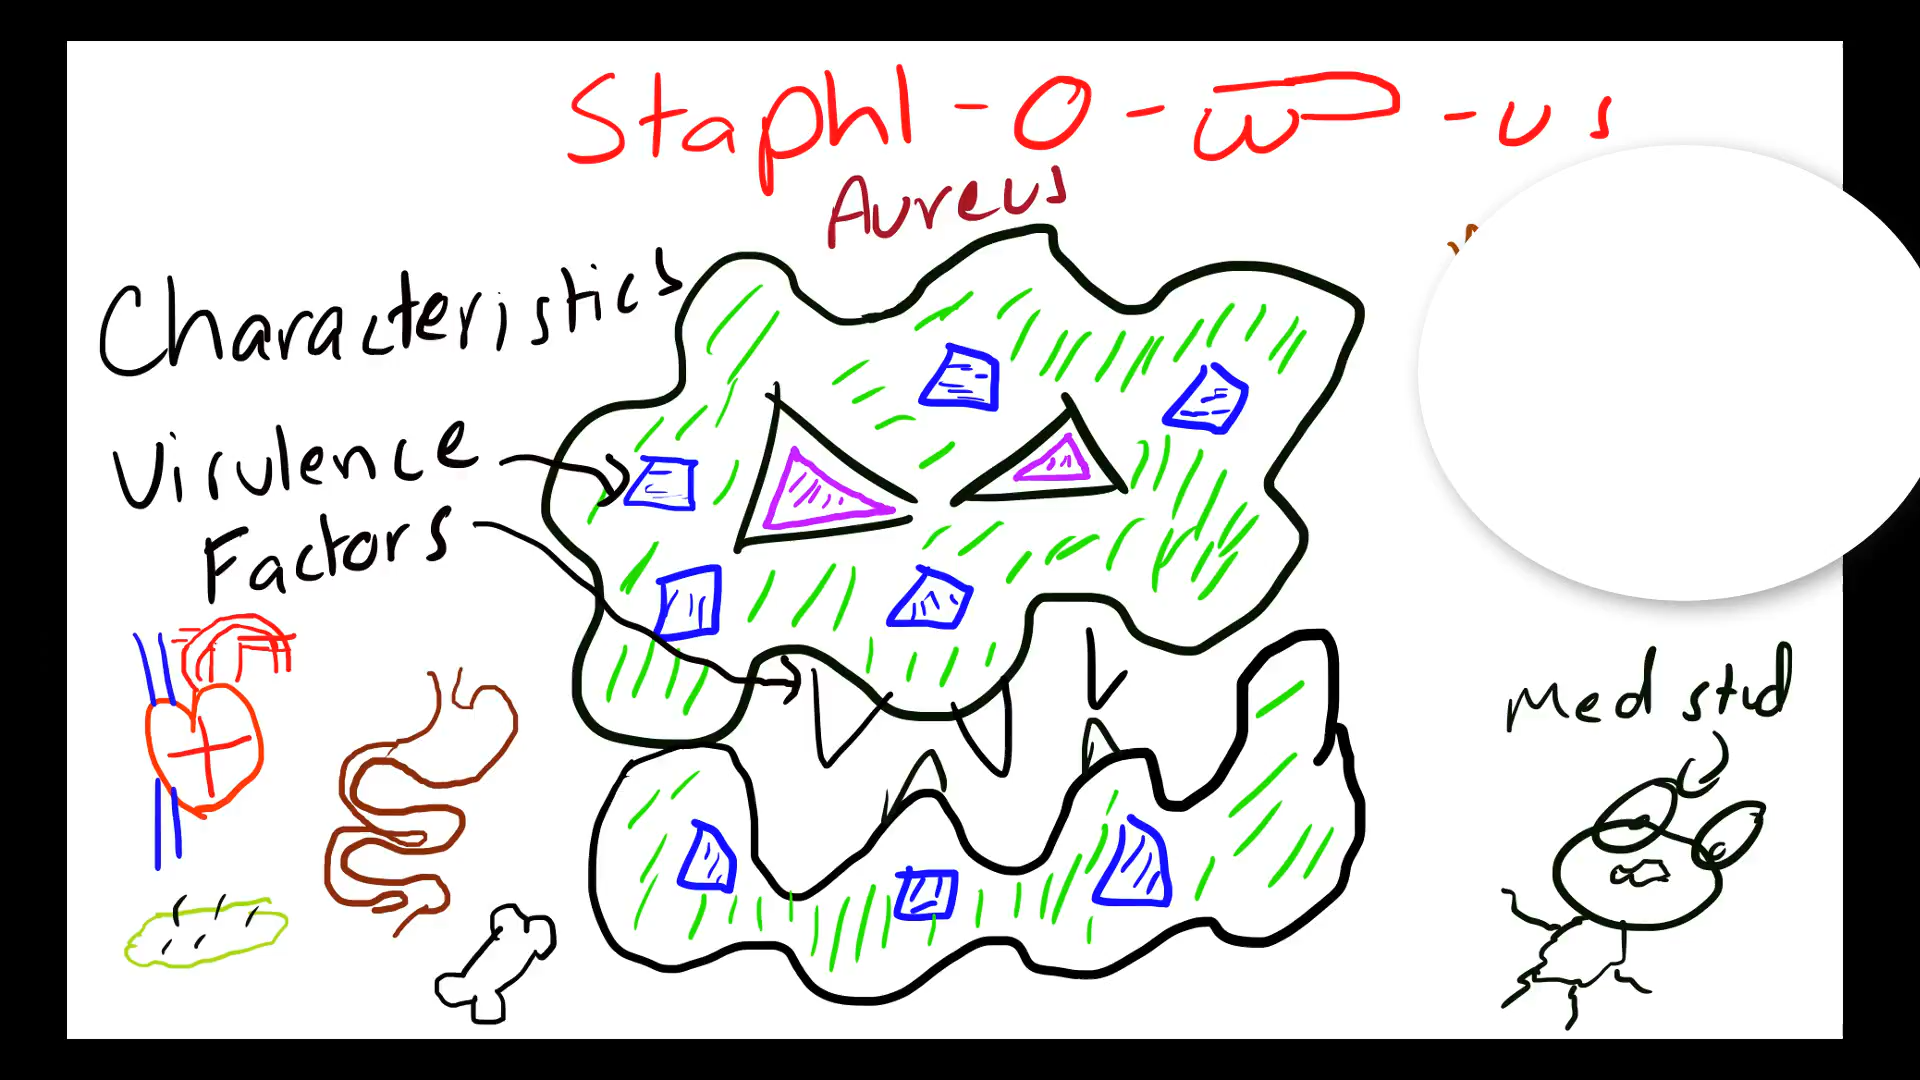 Staphl-O-       -us
Aureus
Characteristics
Virulence
Factors
Med stud